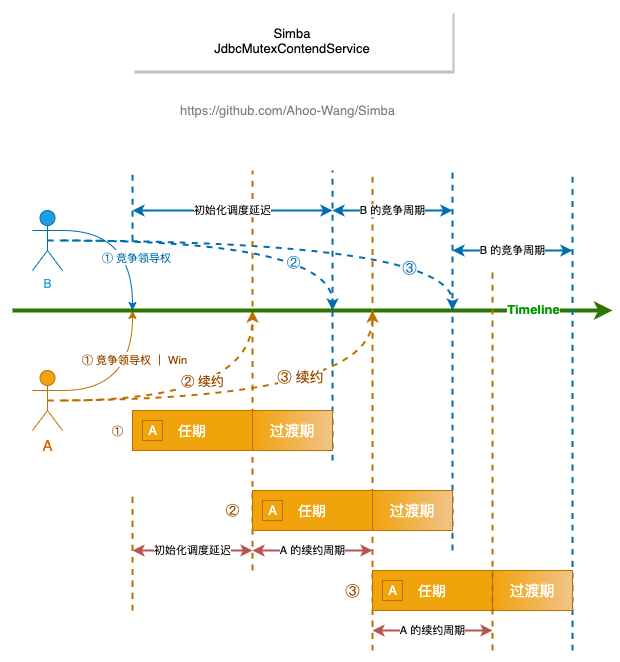 Simba
JdbcMutexContendService
https://github.com/Ahoo-Wang/Simba
初始化调度延迟
B 的竞争周期
B 的竞争周期
① 竞争领导权
②
③
B
Timeline
① 竞争领导权 ｜ Win
② 续约
③ 续约
A
① A 任期 过渡期
② A 任期 过渡期
初始化调度延迟
A 的续约周期
③ A 任期 过渡期
A 的续约周期